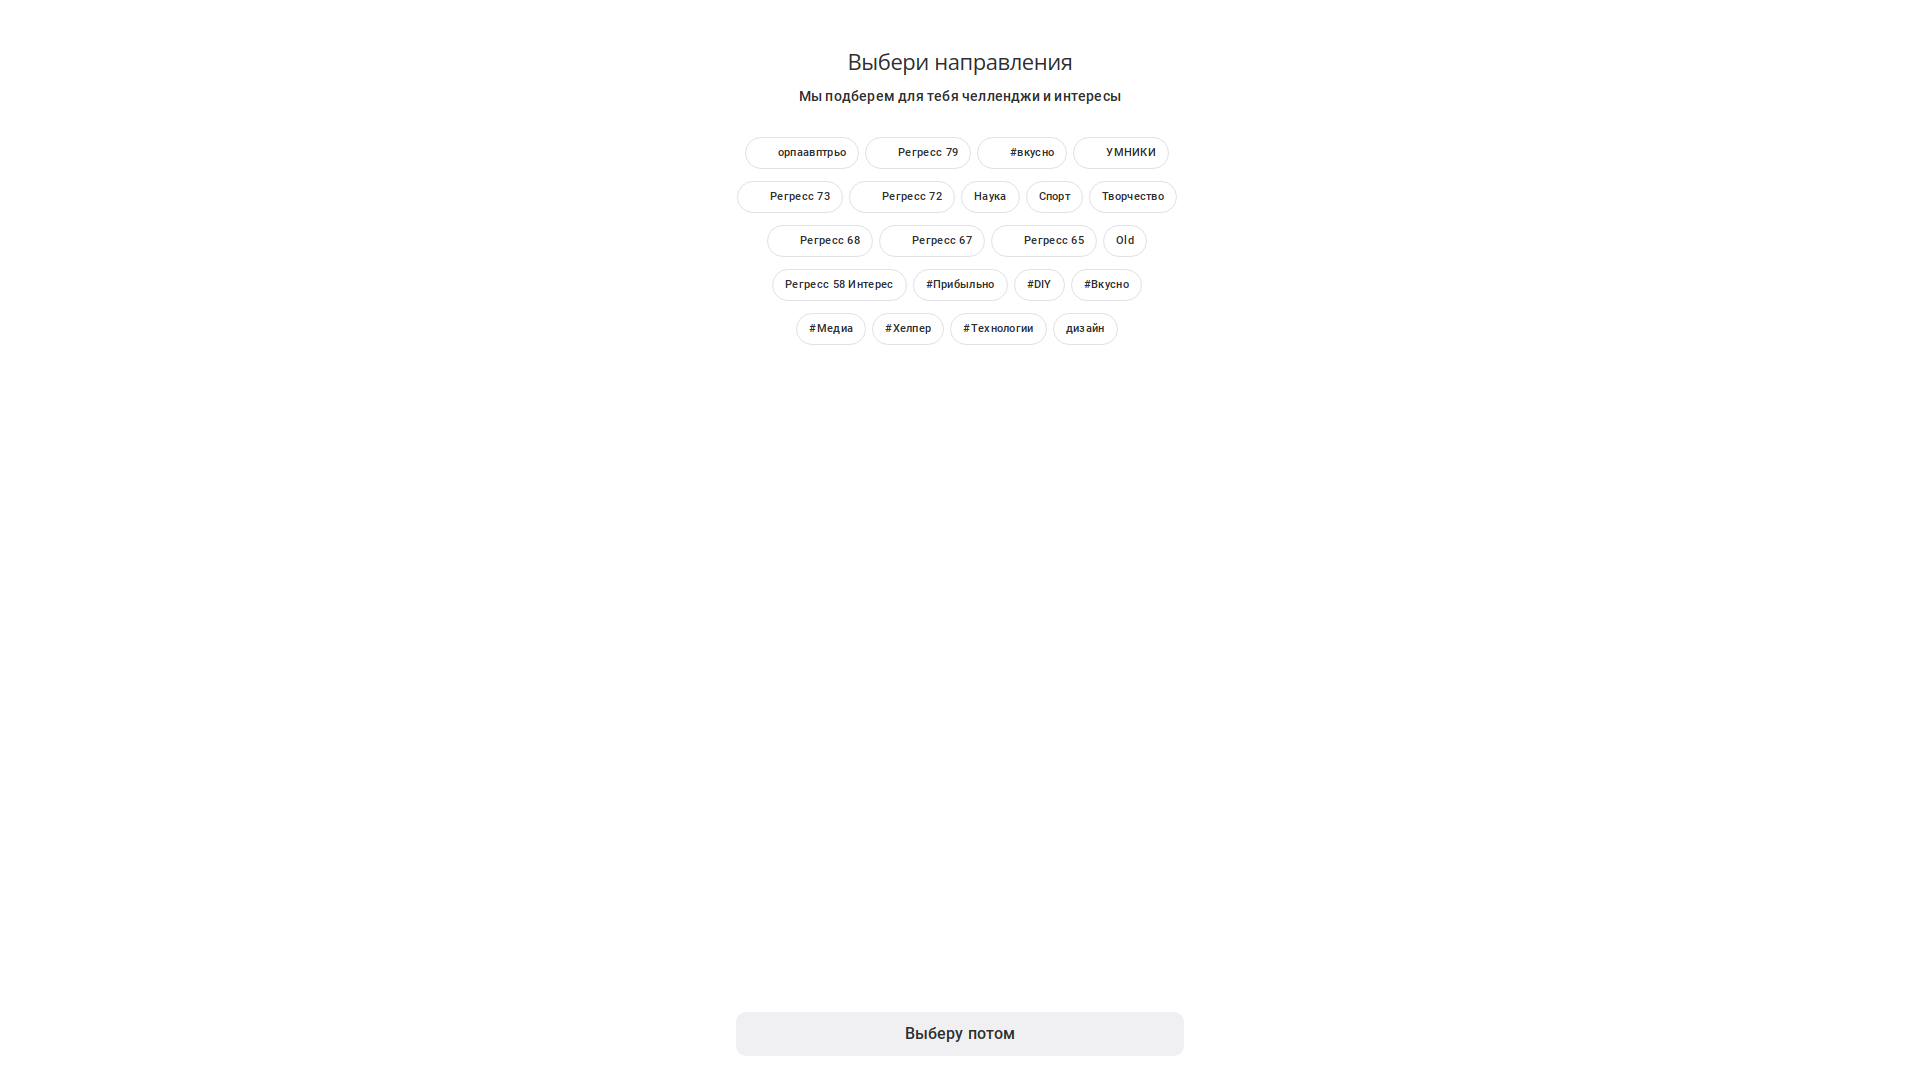 Выбери направления
Мы подберем для тебя челленджи и интересы
орпаавптрьо Регресс 79 #вкусно УМНИКИ
Регресс 73 Регресс 72 Наука Спорт Творчество
Регресс 68 Регресс 67 Регресс 65 Old
Регресс 58 Интерес #Прибыльно #DIY #Вкусно
#Медиа #Хелпер #Технологии дизайн
Выберу потом